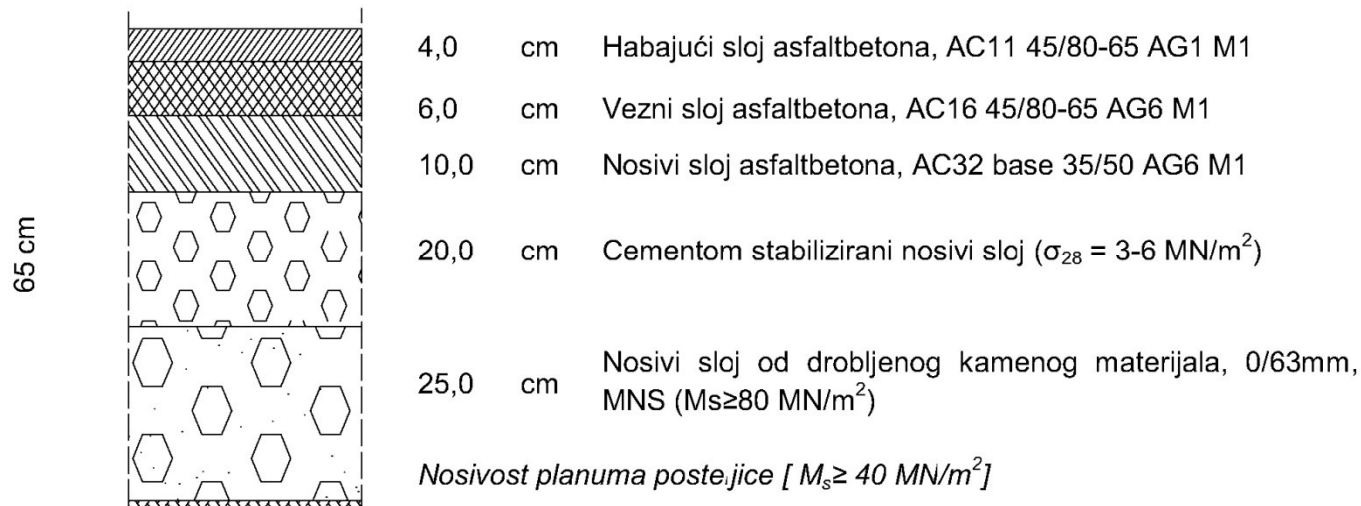 65 cm
4,0 cm Habajući sloj asfaltbetona, AC11 45/80-65 AG1 M1
6,0 cm Vezni sloj asfaltbetona, AC16 45/80-65 AG6 M1
10,0 cm Nosivi sloj asfaltbetona, AC32 base 35/50 AG6 M1
20,0 cm Cementom stabilizirani nosivi sloj (σ₂₈ = 3-6 MN/m²)
25,0 cm Nosivi sloj od drobljenog kamenog materijala, 0/63mm,
MNS (Ms≥80 MN/m²)
Nosivost planuma posteljice [ Mₛ≥ 40 MN/m²]